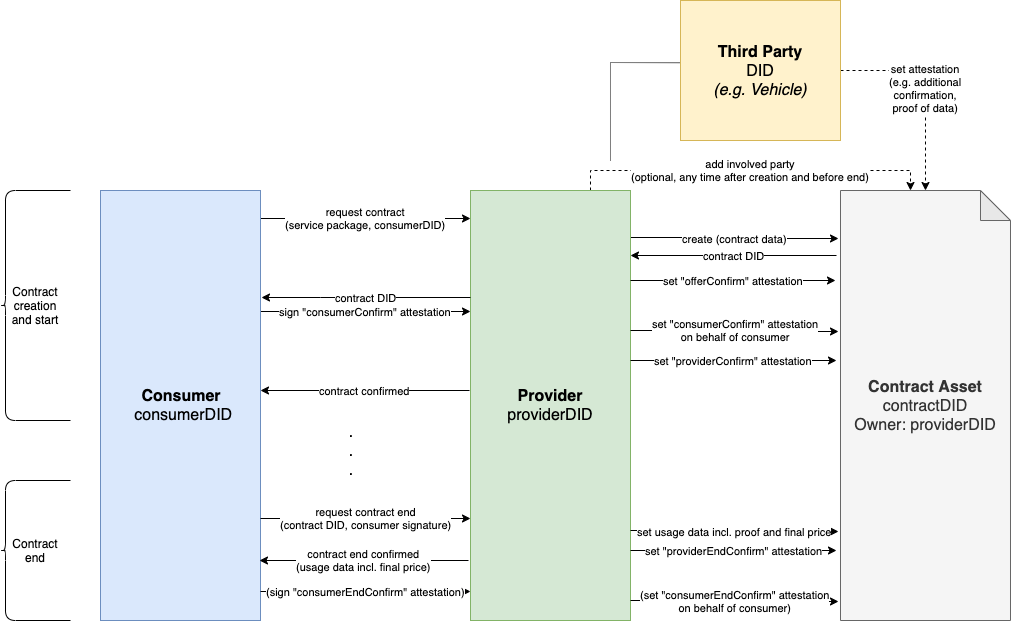 Third Party
DID
(e.g. Vehicle)
set attestation
(e.g. additional
confirmation,
proof of data)
add involved party
(optional, any time after creation and before end)
Contract
creation
and start
request contract
(service package, consumerDID)
create (contract data)
contract DID
set "offerConfirm" attestation
contract DID
sign "consumerConfirm" attestation
set "consumerConfirm" attestation
on behalf of consumer
set "providerConfirm" attestation
contract confirmed
Consumer
consumerDID
Provider
providerDID
Contract Asset
contractDID
Owner: providerDID
.
.
.
Contract
end
request contract end
(contract DID, consumer signature)
set usage data incl. proof and final price
set "providerEndConfirm" attestation
contract end confirmed
(usage data incl. final price)
(sign "consumerEndConfirm" attestation)
(set "consumerEndConfirm" attestation
on behalf of consumer)